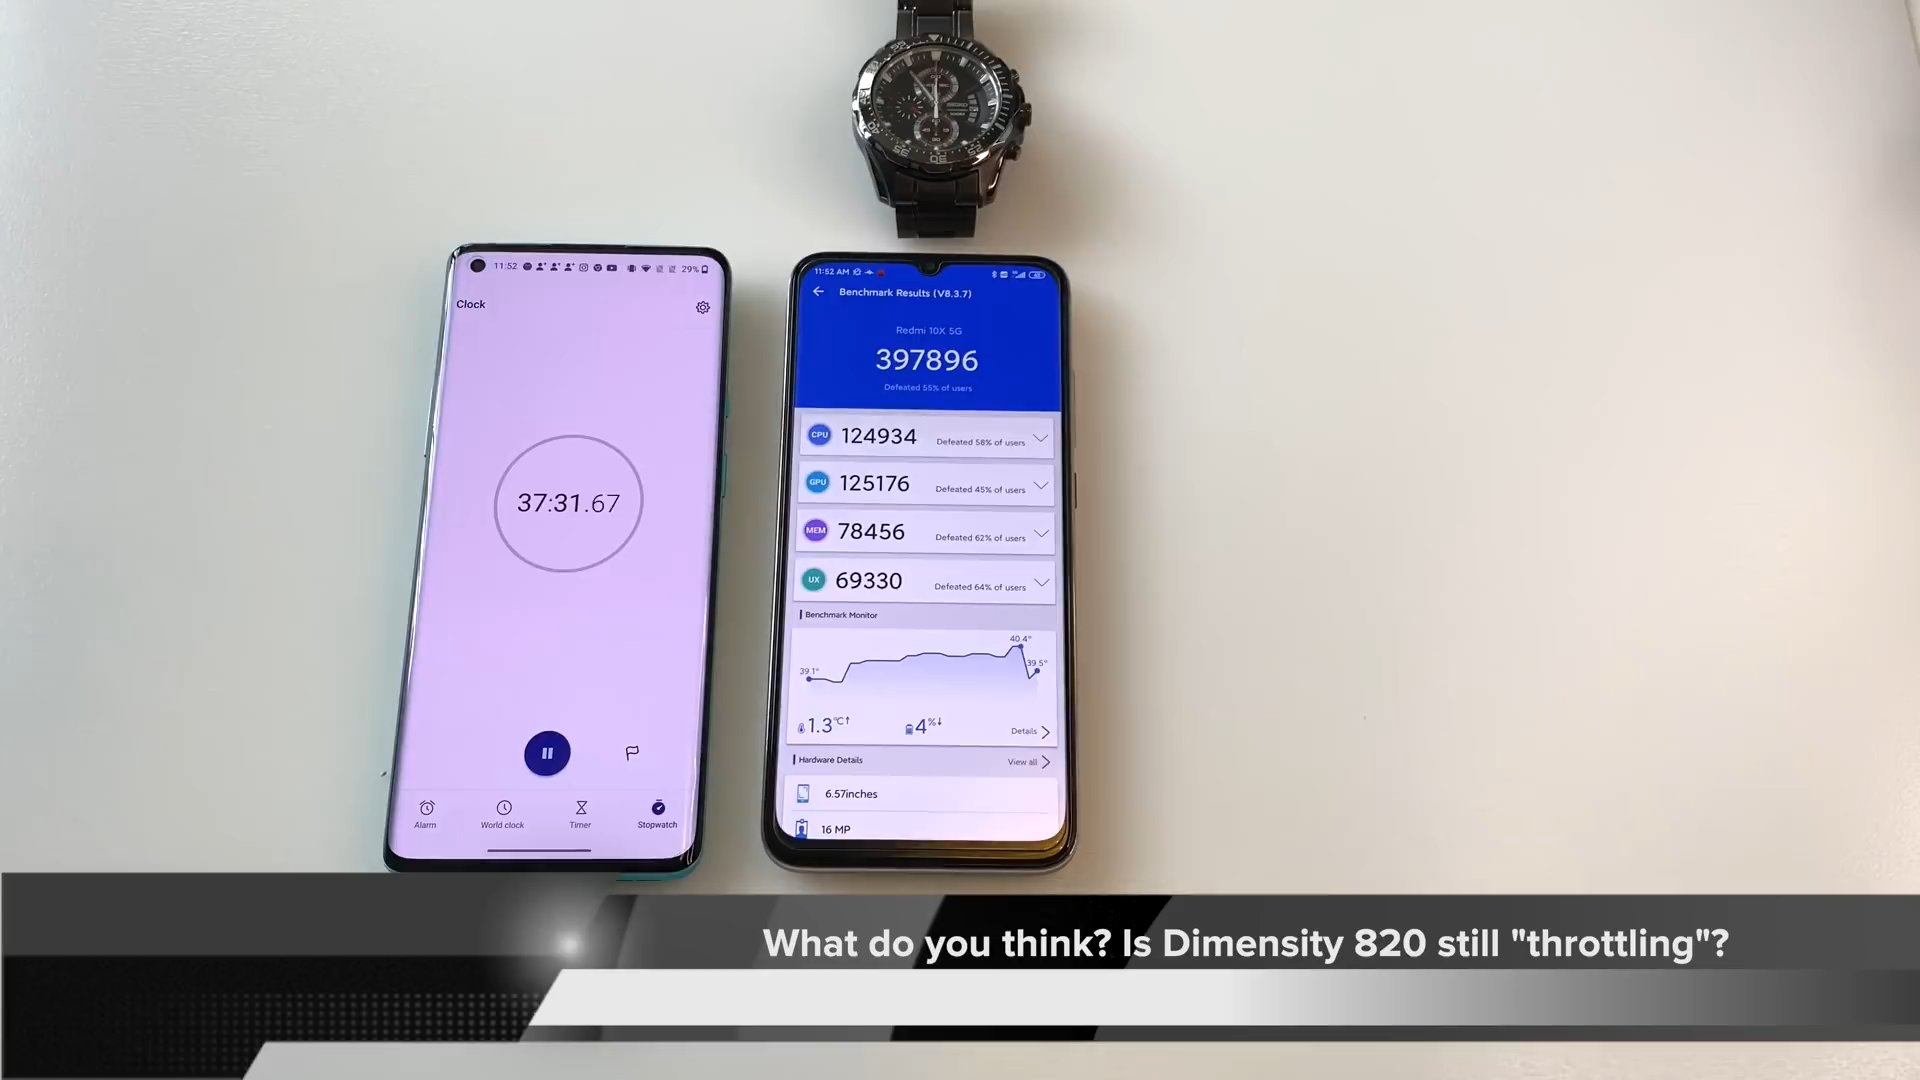 SEIKO
11:52
29%
Clock
37:31.67
Alarm
World clock
Timer
Stopwatch
11:52 AM
Benchmark Results (V8.3.7)
Redmi 10X 5G
397896
Defeated 55% of users
CPU 124934 Defeated 58% of users
GPU 125176 Defeated 45% of users
MEM 78456 Defeated 62% of users
UX 69330 Defeated 64% of users
Benchmark Monitor
40.4°
39.1°
39.5°
1.3°C↑ 4%↓ Details
Hardware Details View all
6.57inches
16 MP
What do you think? Is Dimensity 820 still "throttling"?